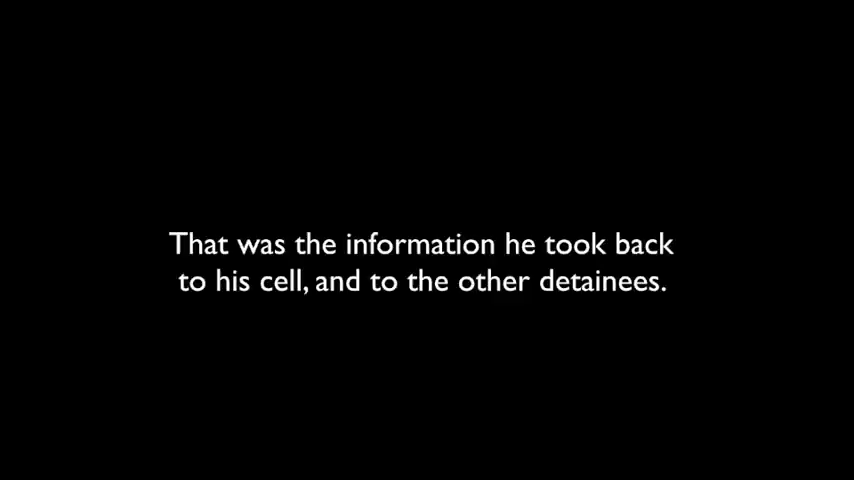 That was the information he took back
to his cell, and to the other detainees.